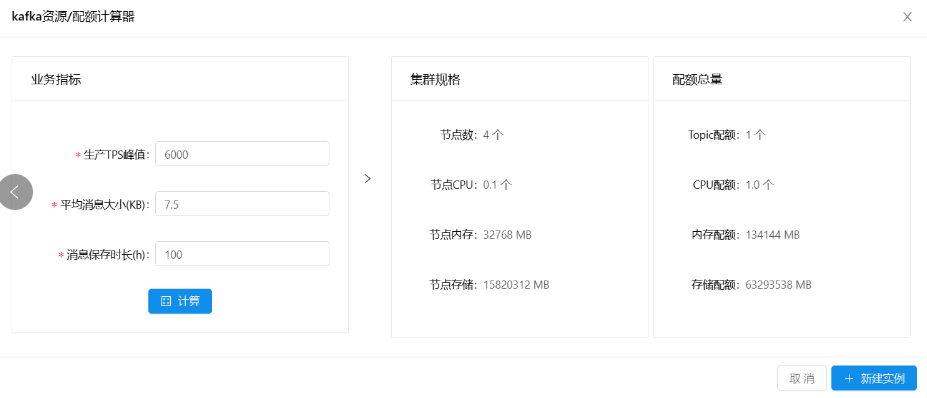 kafka资源/配额计算器
业务指标
* 生产TPS峰值: 6000
* 平均消息大小(KB): 7.5
* 消息保存时长(h): 100
计算
集群规格
节点数: 4 个
节点CPU: 0.1 个
节点内存: 32768 MB
节点存储: 15820312 MB
配额总量
Topic配额: 1 个
CPU配额: 1.0 个
内存配额: 134144 MB
存储配额: 63293538 MB
取 消
+ 新建实例